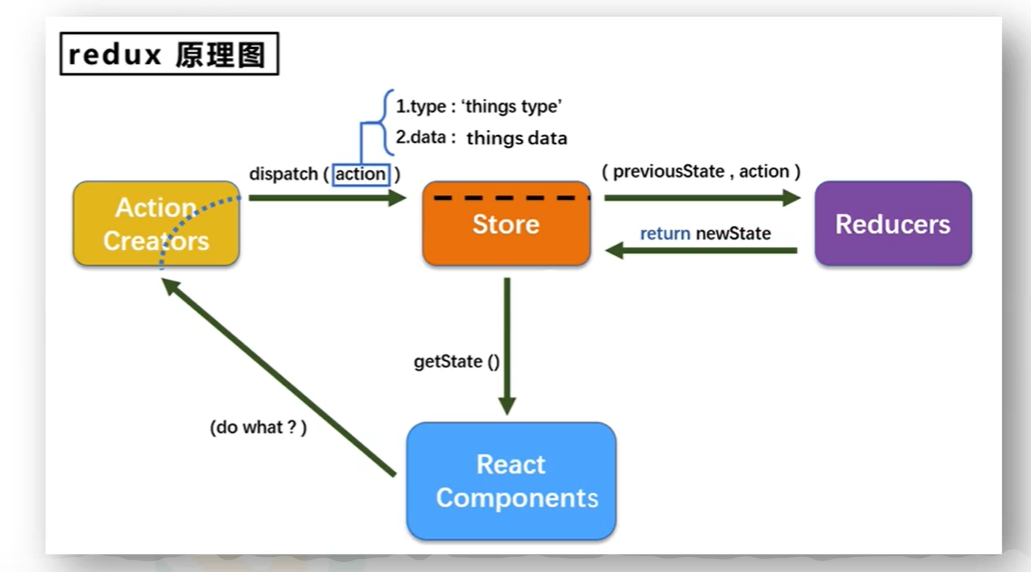 redux 原理图
1.type : ‘things type’
2.data : things data
dispatch ( action )
( previousState , action )
Action
Creators
Store
Reducers
return newState
getState ()
(do what ? )
React
Components